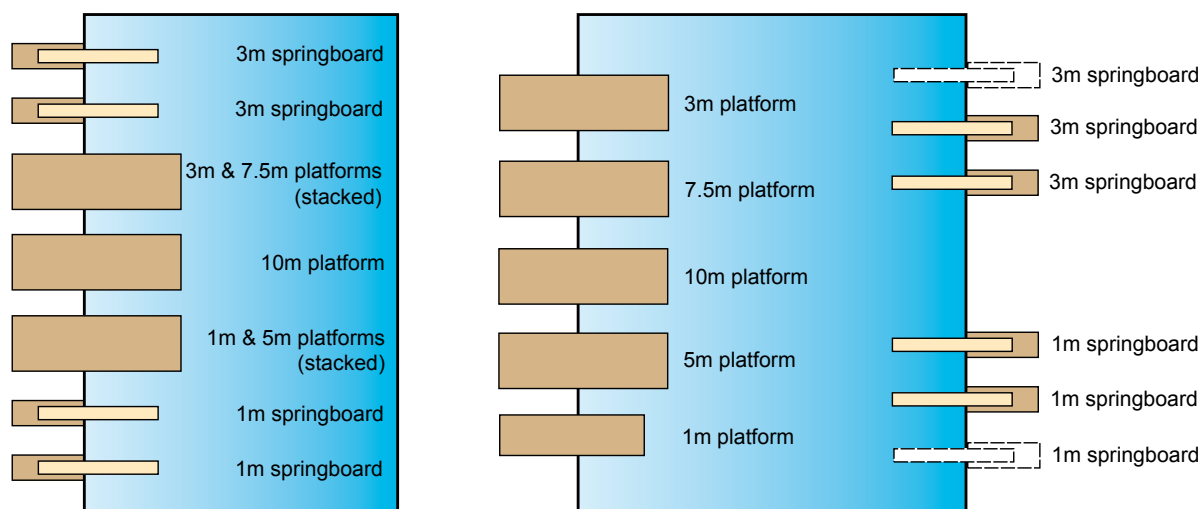 3m springboard
3m springboard
3m & 7.5m platforms
(stacked)
10m platform
1m & 5m platforms
(stacked)
1m springboard
1m springboard
3m platform
7.5m platform
10m platform
5m platform
1m platform
3m springboard
3m springboard
3m springboard
1m springboard
1m springboard
1m springboard